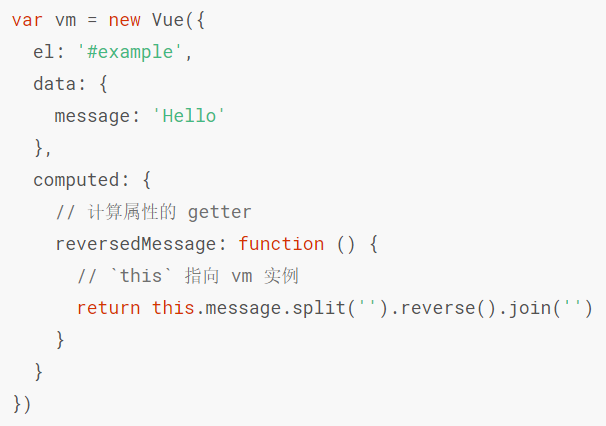 var vm = new Vue({
  el: '#example',
  data: {
    message: 'Hello'
  },
  computed: {
    // 计算属性的 getter
    reversedMessage: function () {
      // `this` 指向 vm 实例
      return this.message.split('').reverse().join('')
    }
  }
})